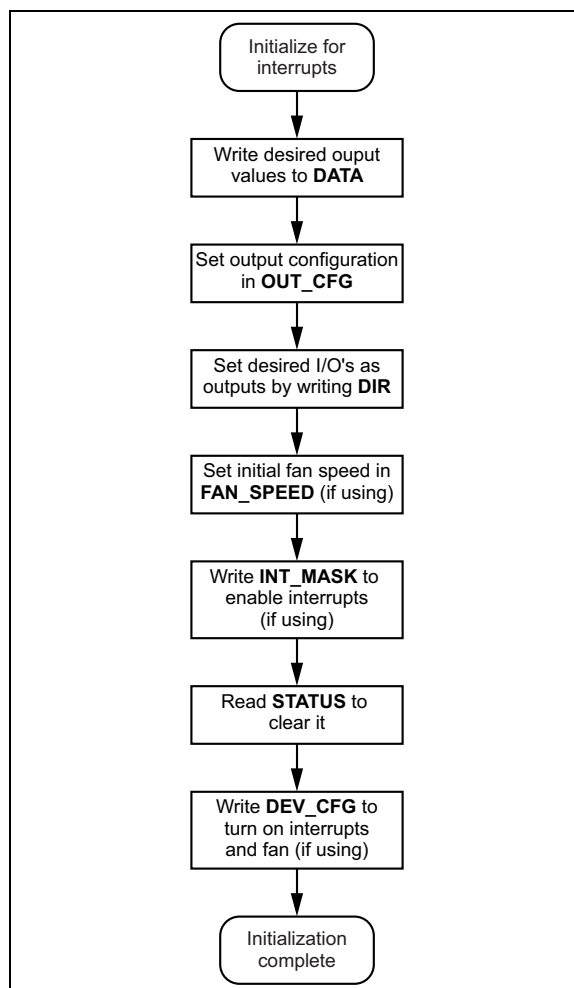 Initialize for
interrupts
Write desired ouput
values to DATA
Set output configuration
in OUT_CFG
Set desired I/O's as
outputs by writing DIR
Set initial fan speed in
FAN_SPEED (if using)
Write INT_MASK to
enable interrupts
(if using)
Read STATUS to
clear it
Write DEV_CFG to
turn on interrupts
and fan (if using)
Initialization
complete